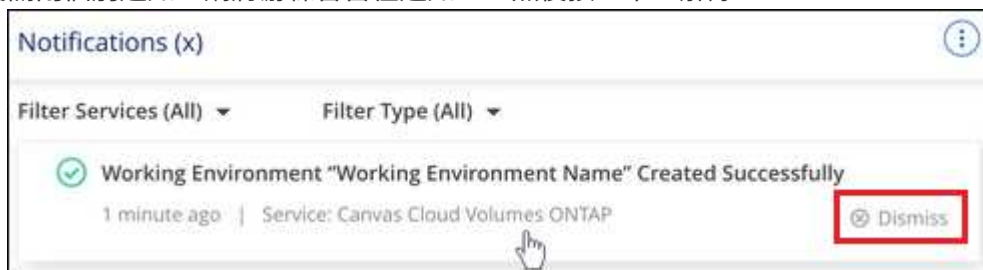 Notifications (x)
Filter Services (All) Filter Type (All)
Working Environment “Working Environment Name” Created Successfully
1 minute ago | Service: Canvas Cloud Volumes ONTAP
Dismiss